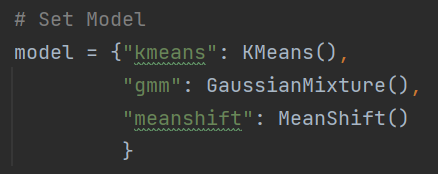 # Set Model
model = {"kmeans": KMeans(),
"gmm": GaussianMixture(),
"meanshift": MeanShift()
}